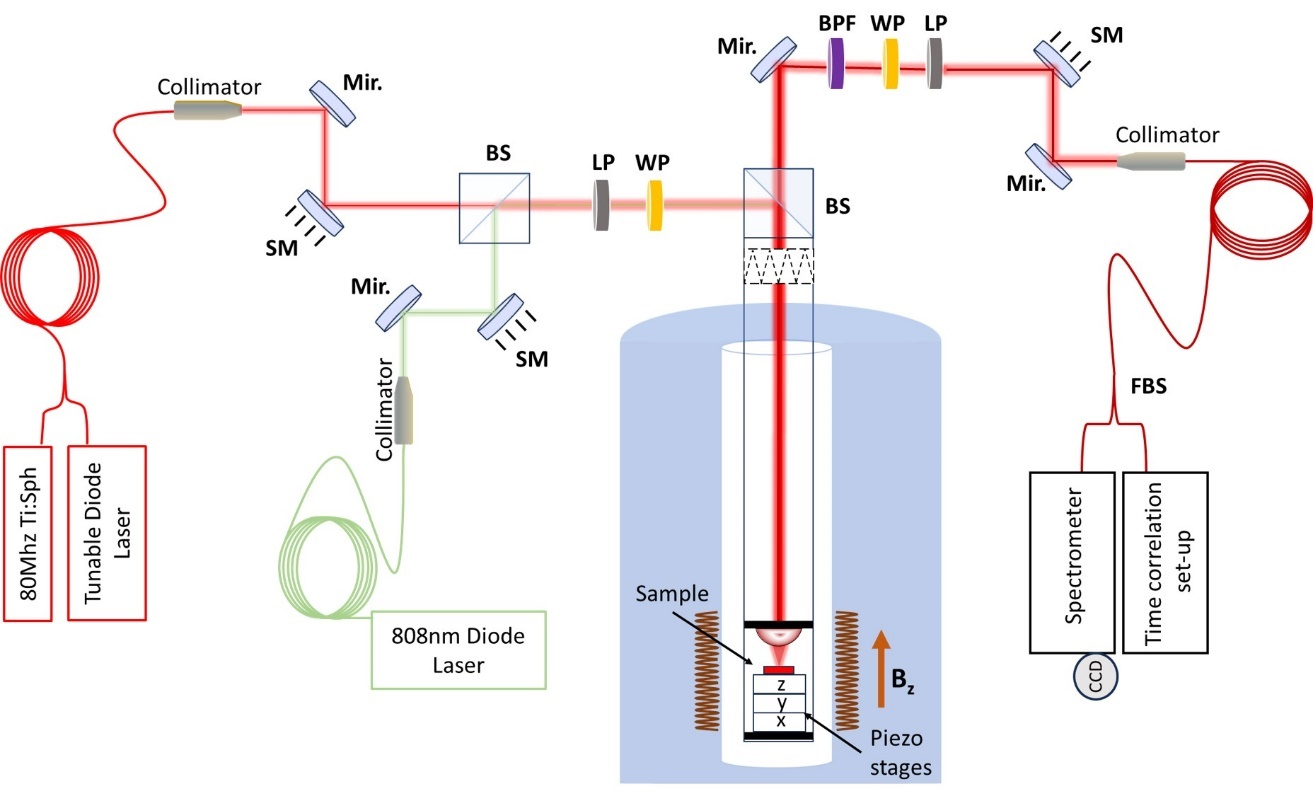 Collimator
Mir.
SM
BS
LP
WP
Mir.
SM
Collimator
80Mhz Ti:Sph
Tunable Diode
Laser
808nm Diode
Laser
Mir.
BPF
WP
LP
SM
Collimator
Mir.
BS
FBS
Spectrometer
Time correlation
set-up
CCD
Sample
z
y
x
Bz
Piezo
stages